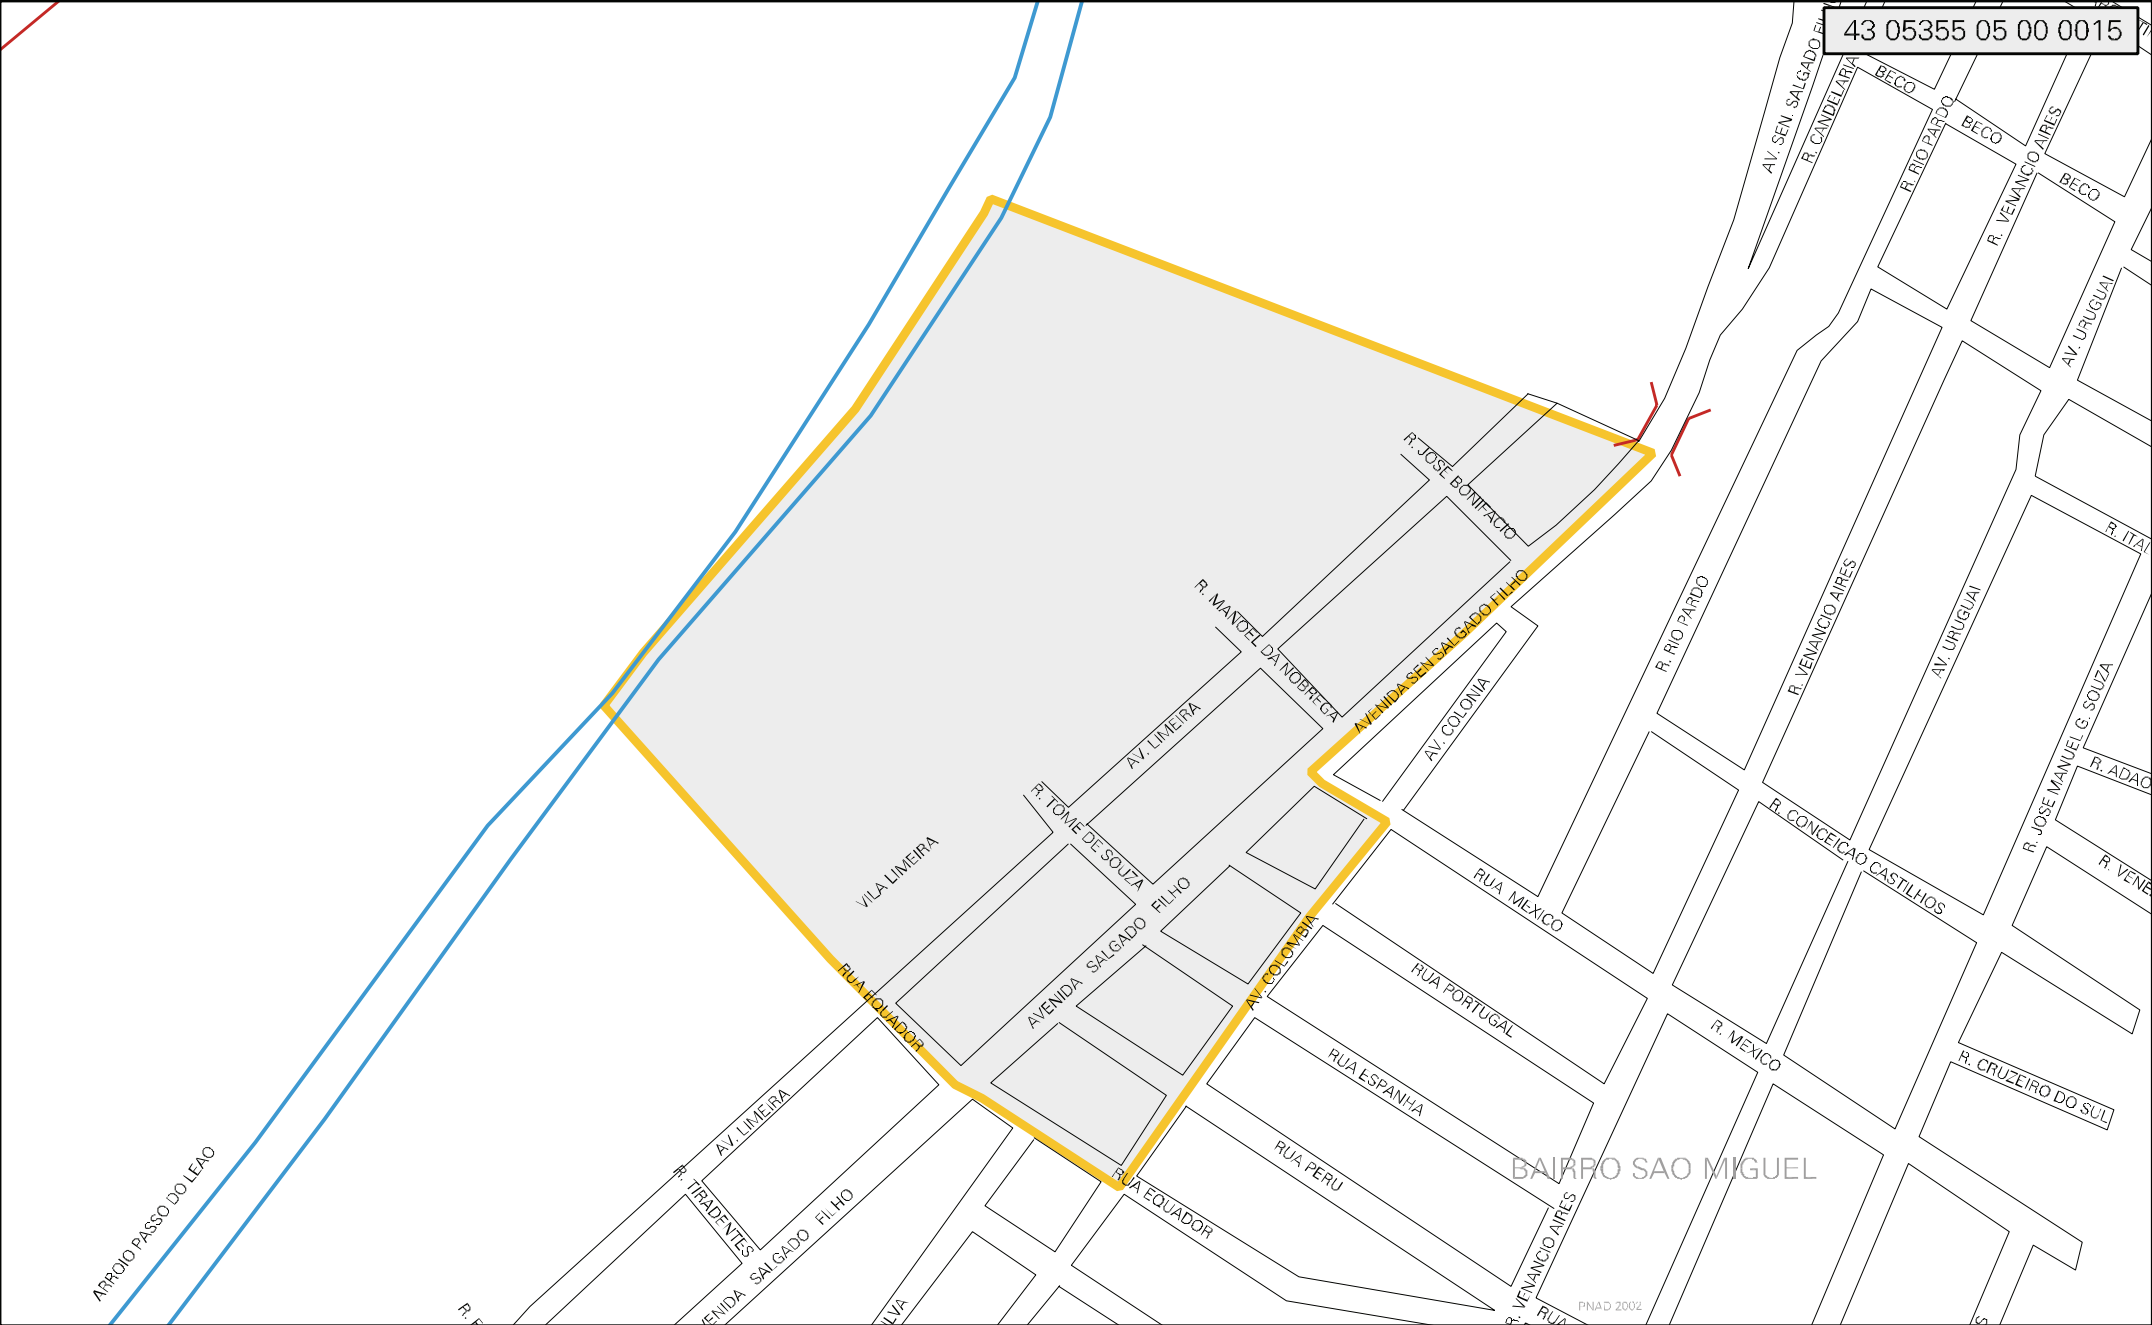 43 05355 05 00 0015
AV. SEN. SALGADO
R. CANDELARIA
BECO
R. RIO PARDO
BECO
R. VENANCIO AIRES
BECO
AV. URUGUAI
R. JOSE BONIFACIO
R. MANOEL DA NOBREGA
AVENIDA SEN SALGADO FILHO
AV. COLONIA
R. RIO PARDO
R. VENANCIO AIRES
AV. URUGUAI
R. JOSE MANUEL G. SOUZA
R. ADAO
R. CONCEICAO CASTILHOS
AV. LIMEIRA
R. TOME DE SOUZA
VILA LIMEIRA
AVENIDA SALGADO FILHO
AV. COLOMBIA
RUA MEXICO
RUA PORTUGAL
R. MEXICO
RUA ESPANHA
R. CRUZEIRO DO SUL
RUA EQUADOR
AV. LIMEIRA
RUA PERU
BAIRRO SAO MIGUEL
R. TIRADENTES
SALGADO FILHO
RUA EQUADOR
R. VENANCIO AIRES
ARROIO PASSO DO LEAO
PNAD 2002
RUA